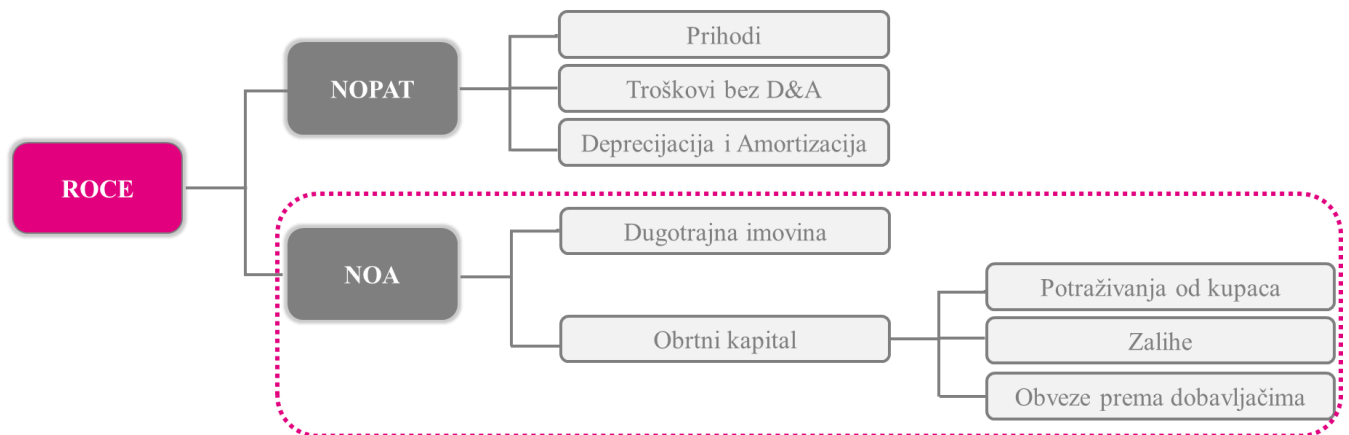 Prihodi
NOPAT
Troškovi bez D&A
Deprecijacija i Amortizacija
ROCE
Dugotrajna imovina
NOA
Potraživanja od kupaca
Obrtni kapital
Zalihe
Obveze prema dobavljačima